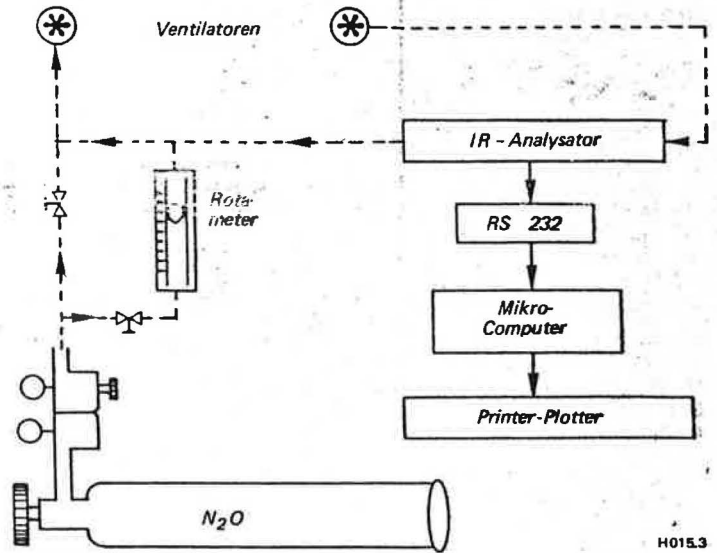 Ventilatoren
IR-Analysator
Rota-
meter
RS 232
Mikro-
Computer
Printer-Plotter
N₂O
H015.3